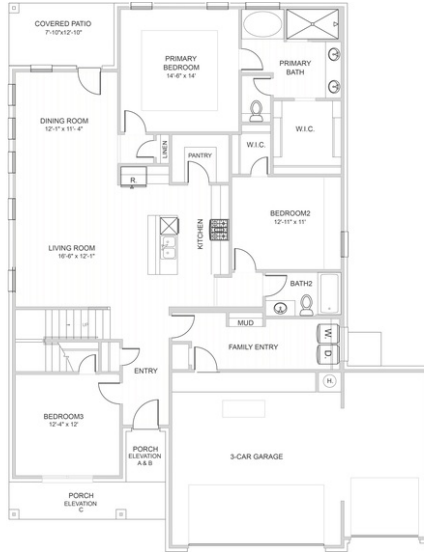 COVERED PATIO
7'-10"x12'-10"
PRIMARY
BEDROOM
14'-6" x 14'
PRIMARY
BATH
DINING ROOM
12'-1" x 11'- 4"
LINEN
PANTRY
W.I.C.
W.I.C.
R.
KITCHEN
BEDROOM2
12'-11" x 11'
LIVING ROOM
16'-6" x 12'-1"
BATH2
MUD
FAMILY ENTRY
W.
D.
ENTRY
H.
BEDROOM3
12'-4" x 12'
PORCH
ELEVATION
A & B
3-CAR GARAGE
PORCH
ELEVATION
C